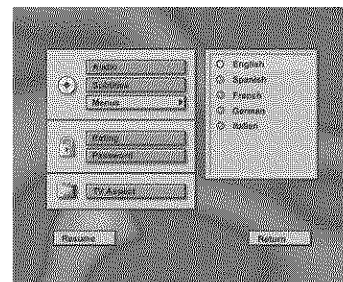 Audio
Subtitles
Menus
Rating
Password
TV Aspect
English
Spanish
French
German
Italian
Resume
Return